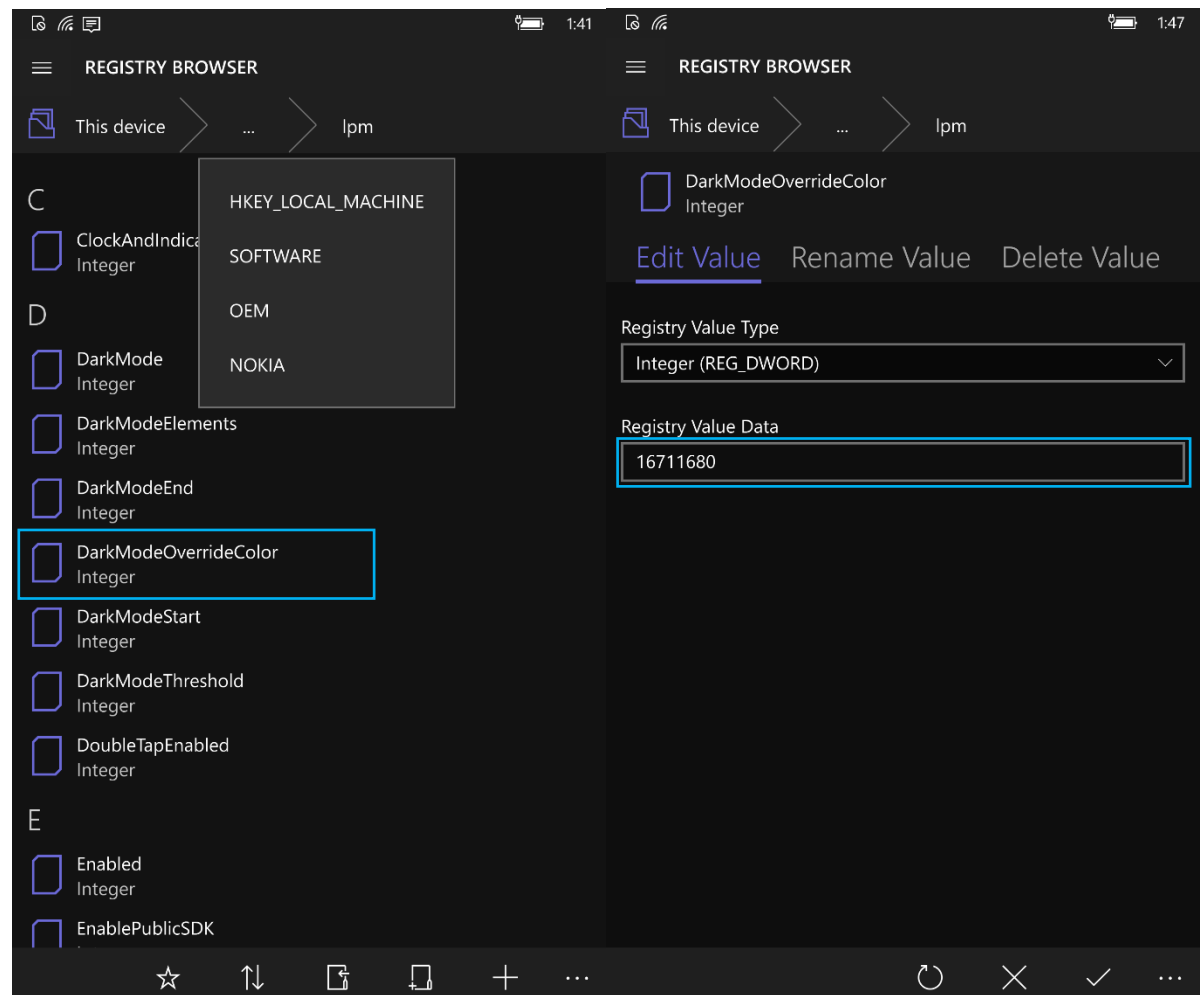 1:41
REGISTRY BROWSER
This device ... lpm
HKEY_LOCAL_MACHINE
SOFTWARE
OEM
NOKIA
C
ClockAndIndica
Integer
D
DarkMode
Integer
DarkModeElements
Integer
DarkModeEnd
Integer
DarkModeOverrideColor
Integer
DarkModeStart
Integer
DarkModeThreshold
Integer
DoubleTapEnabled
Integer
E
Enabled
Integer
EnablePublicSDK
1:47
REGISTRY BROWSER
This device ... lpm
DarkModeOverrideColor
Integer
Edit Value Rename Value Delete Value
Registry Value Type
Integer (REG_DWORD)
Registry Value Data
16711680